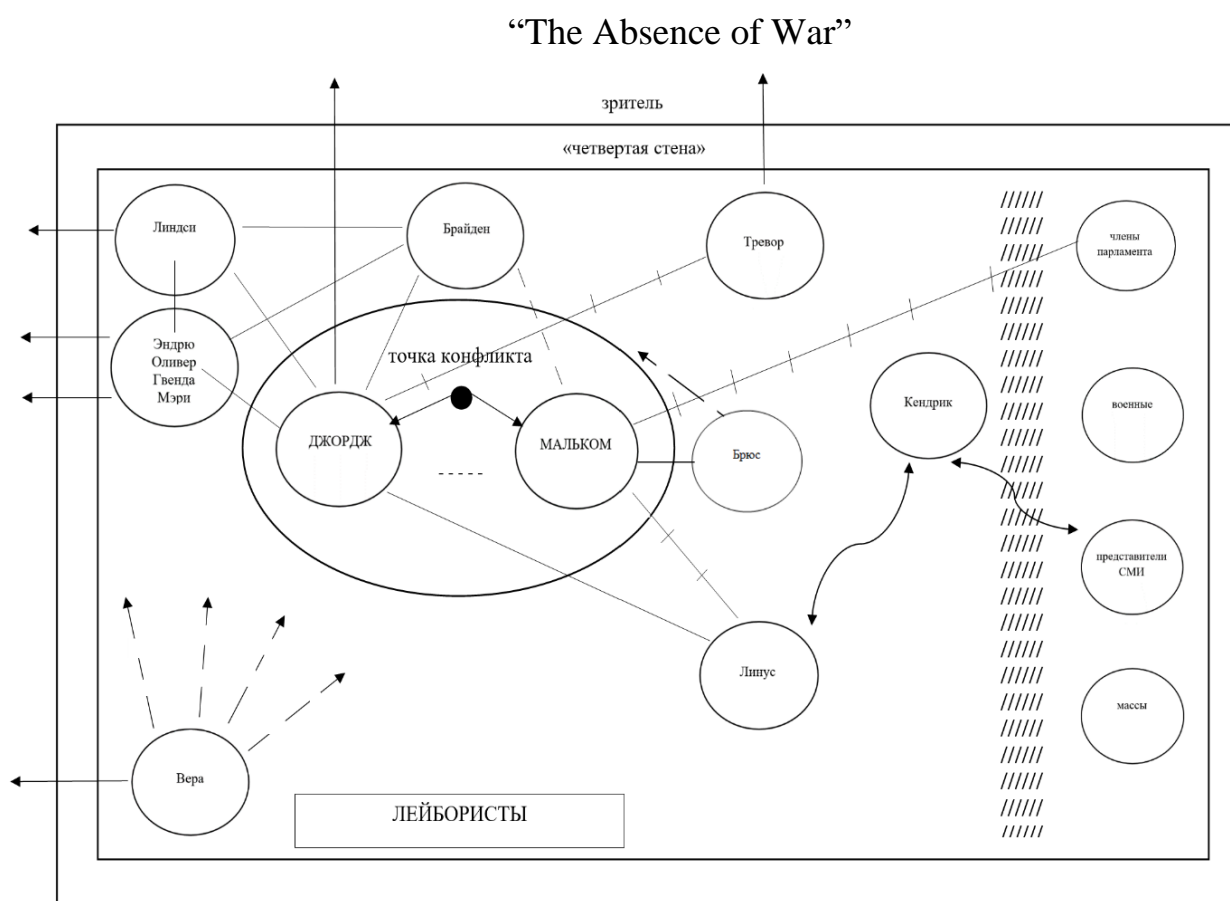 “The Absence of War”
зритель
«четвертая стена»
Линдси
Брайден
Тревор
члены
парламента
Эндрю
Оливер
Гвенда
Мэри
точка конфликта
ДЖОРДЖ
МАЛЬКОМ
Брюс
Кендрик
военные
представители
СМИ
Линус
массы
Вера
ЛЕЙБОРИСТЫ